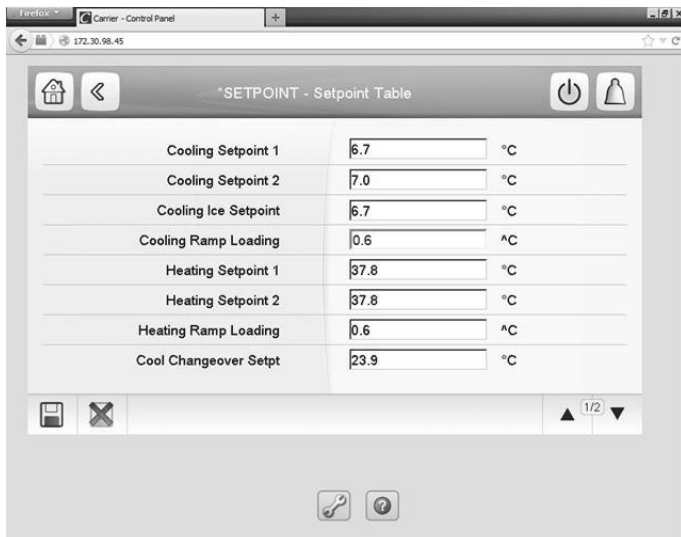 Firefox
Carrier - Control Panel
172.30.98.45
^SETPOINT - Setpoint Table
Cooling Setpoint 1 6.7 °C
Cooling Setpoint 2 7.0 °C
Cooling Ice Setpoint 6.7 °C
Cooling Ramp Loading 0.6 ^C
Heating Setpoint 1 37.8 °C
Heating Setpoint 2 37.8 °C
Heating Ramp Loading 0.6 ^C
Cool Changeover Setpt 23.9 °C
1/2